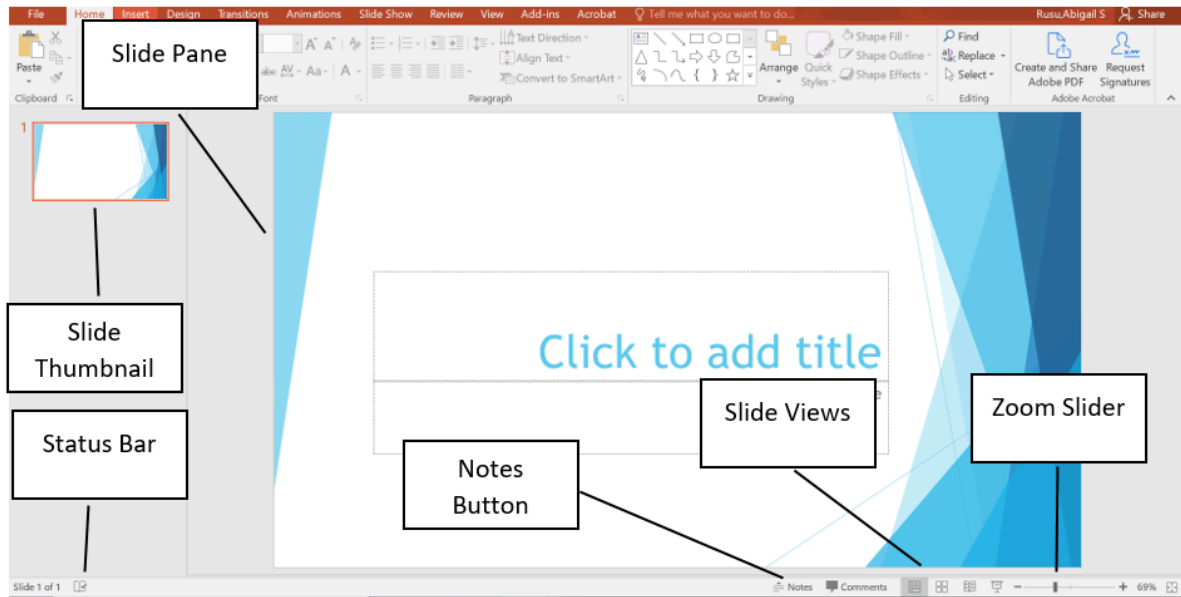 File Home Insert Design Transitions Animations Slide Show Review View Add-ins Acrobat Tell me what you want to do... Rusu,Abigail S Share
Paste
Clipboard
Font
abc AV Aa A
Text Direction
Align Text
Convert to SmartArt
Paragraph
Arrange
Quick
Styles
Shape Fill
Shape Outline
Shape Effects
Drawing
Find
Replace
Select
Editing
Create and Share
Adobe PDF
Request
Signatures
Adobe Acrobat
Slide Pane
1
Slide
Thumbnail
Status Bar
Click to add title
Slide Views
Zoom Slider
Notes
Button
Slide 1 of 1
Notes Comments 69%